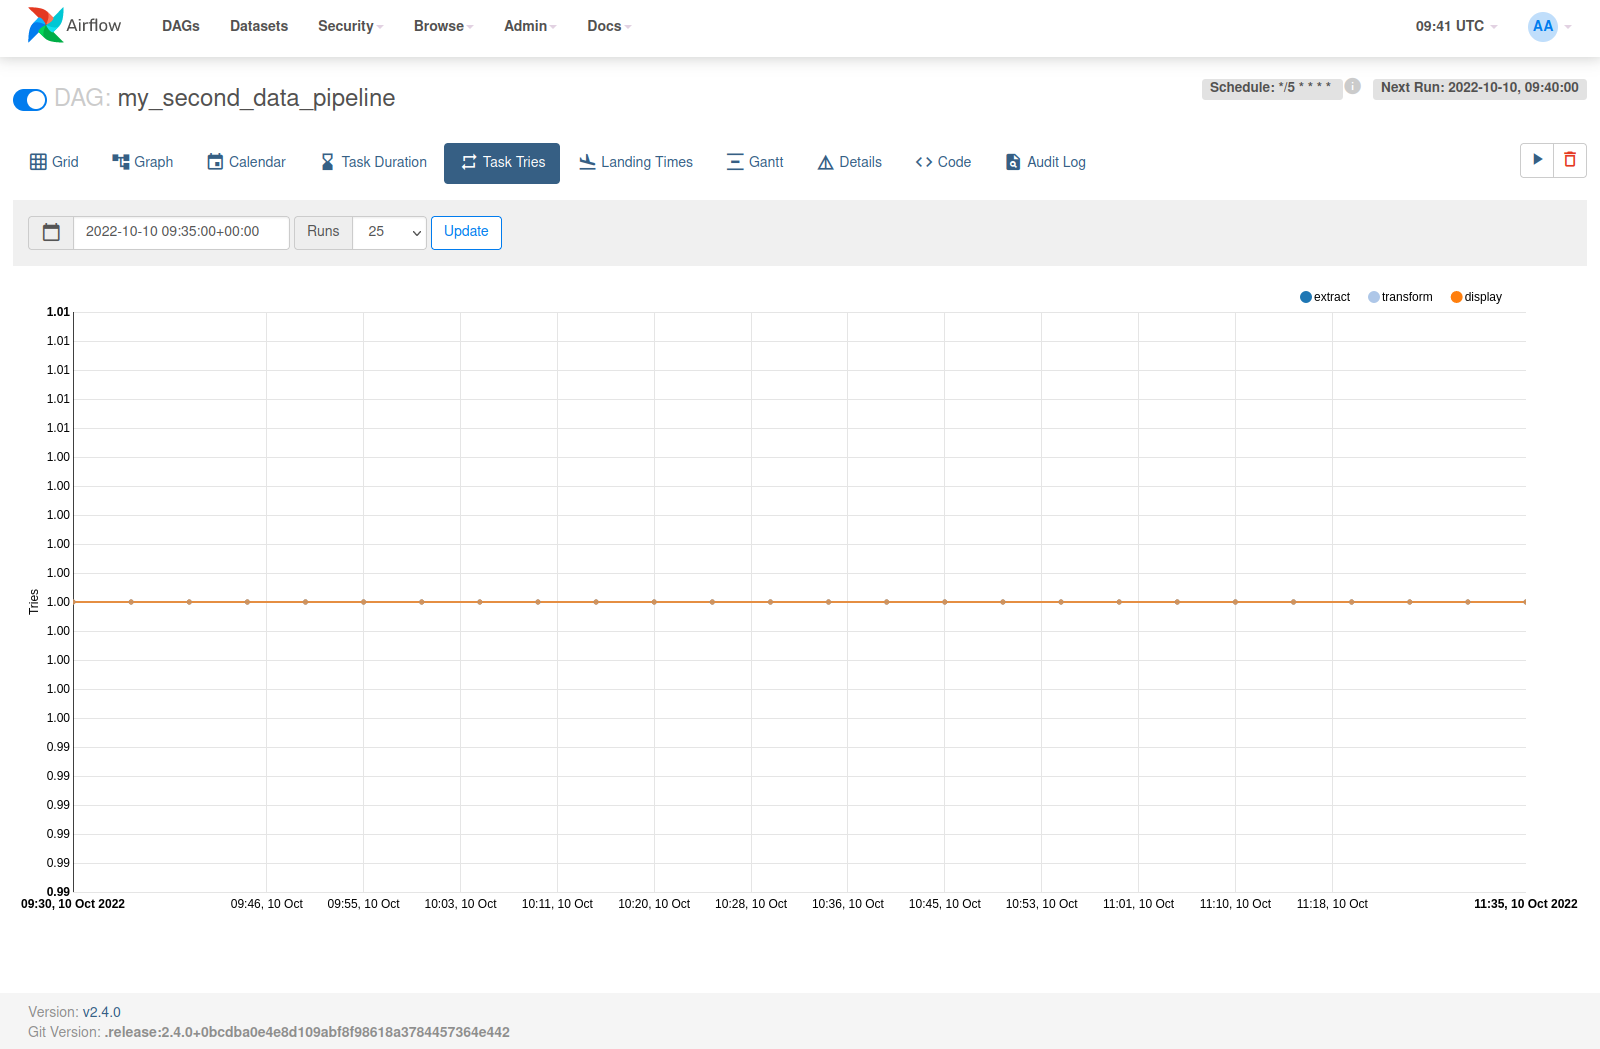 Airflow DAGs Datasets Security Browse Admin Docs 09:41 UTC AA
DAG: my_second_data_pipeline Schedule: */5 * * * * i Next Run: 2022-10-10, 09:40:00
Grid Graph Calendar Task Duration Task Tries Landing Times Gantt Details Code Audit Log
2022-10-10 09:35:00+00:00 Runs 25 Update
extract transform display
1.01
1.01
1.01
1.01
1.01
1.00
1.00
1.00
1.00
1.00
1.00
Tries
1.00
1.00
1.00
1.00
0.99
0.99
0.99
0.99
0.99
0.99
09:30, 10 Oct 2022 09:46, 10 Oct 09:55, 10 Oct 10:03, 10 Oct 10:11, 10 Oct 10:20, 10 Oct 10:28, 10 Oct 10:36, 10 Oct 10:45, 10 Oct 10:53, 10 Oct 11:01, 10 Oct 11:10, 10 Oct 11:18, 10 Oct 11:35, 10 Oct 2022
Version: v2.4.0
Git Version: .release:2.4.0+0bcdba0e4e8d109abf8f98618a3784457364e442